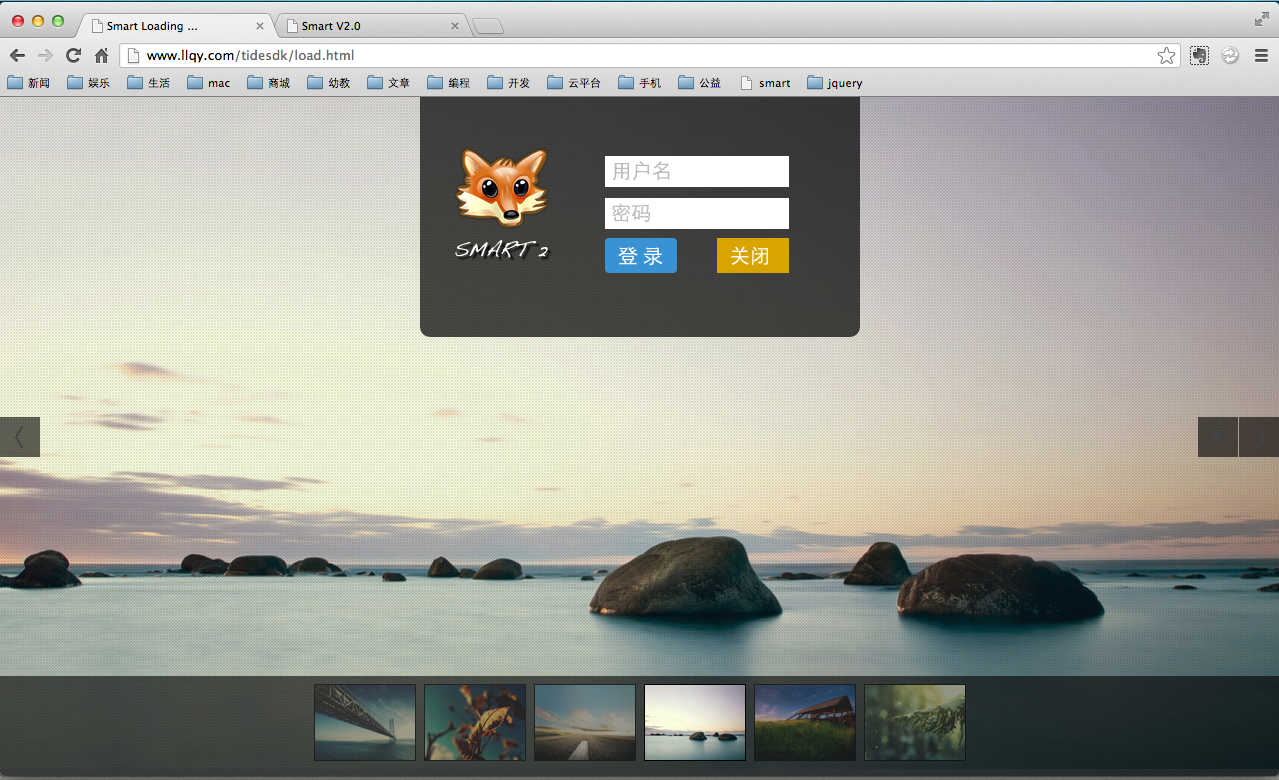 Smart Loading ...
Smart V2.0
www.llqy.com/tidesdk/load.html
新闻 娱乐 生活 mac 商城 幼教 文章 编程 开发 云平台 手机 公益 smart jquery
用户名
密码
SMART 2
登 录 关闭